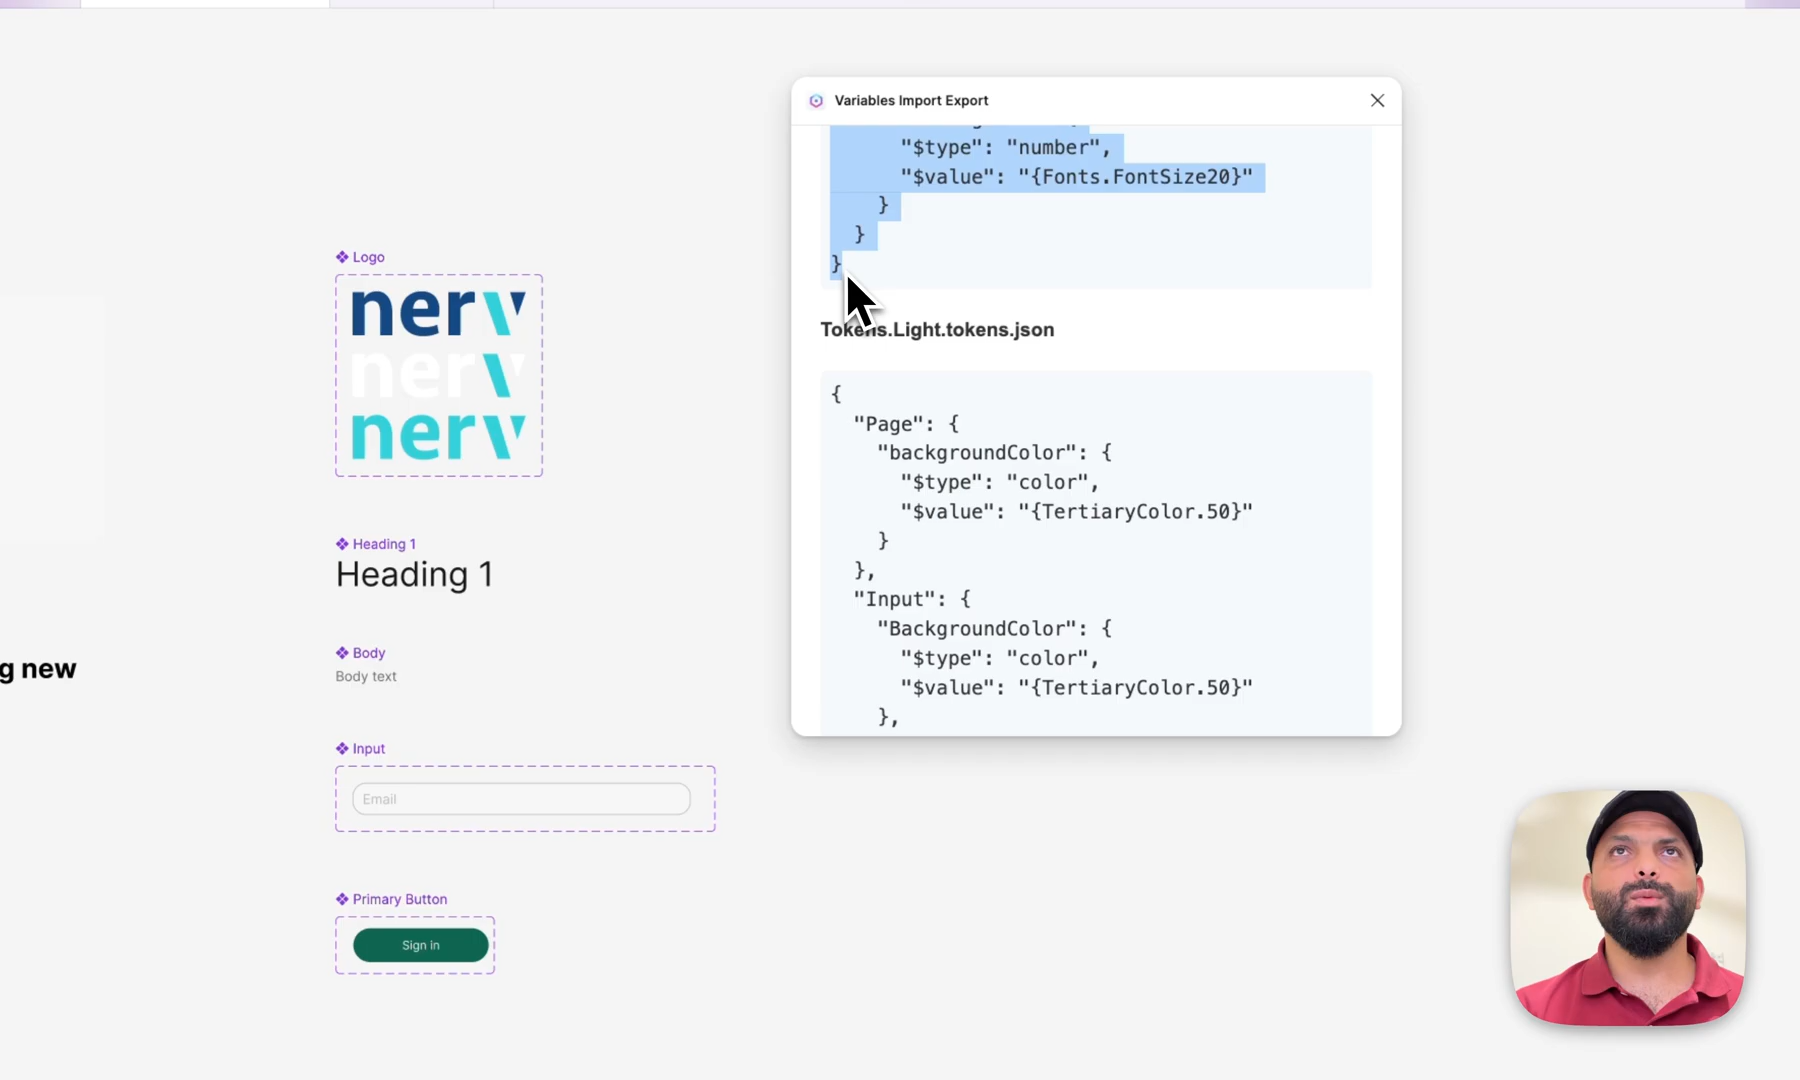 Variables Import Export
"$type": "number",
"$value": "{Fonts.FontSize20}"
}
}
}
Tokens.Light.tokens.json
{
"Page": {
"backgroundColor": {
"$type": "color",
"$value": "{TertiaryColor.50}"
}
},
"Input": {
"BackgroundColor": {
"$type": "color",
"$value": "{TertiaryColor.50}"
},
Logo
nerv
nerv
nerv
Heading 1
Heading 1
Body
Body text
g new
Input
Email
Primary Button
Sign in